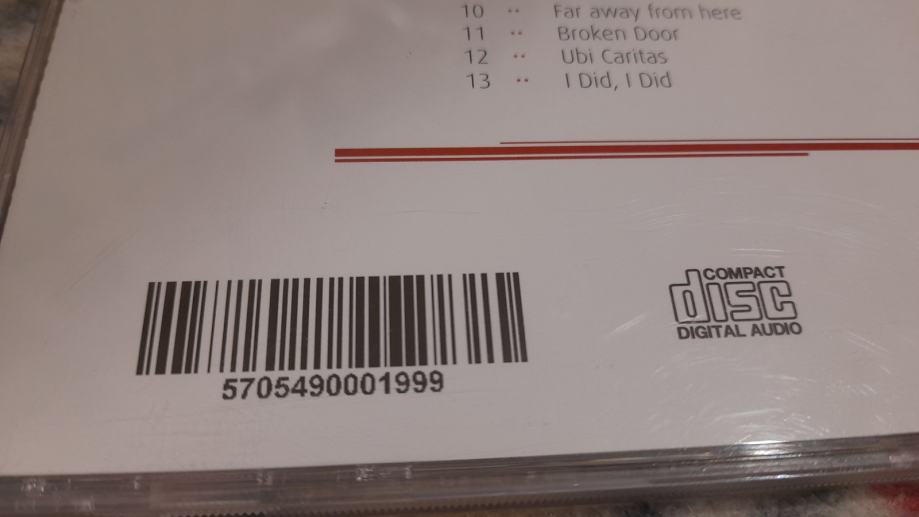 10 •• Far away from here
11 •• Broken Door
12 •• Ubi Caritas
13 •• I Did, I Did
5705490001999
COMPACT
disc
DIGITAL AUDIO